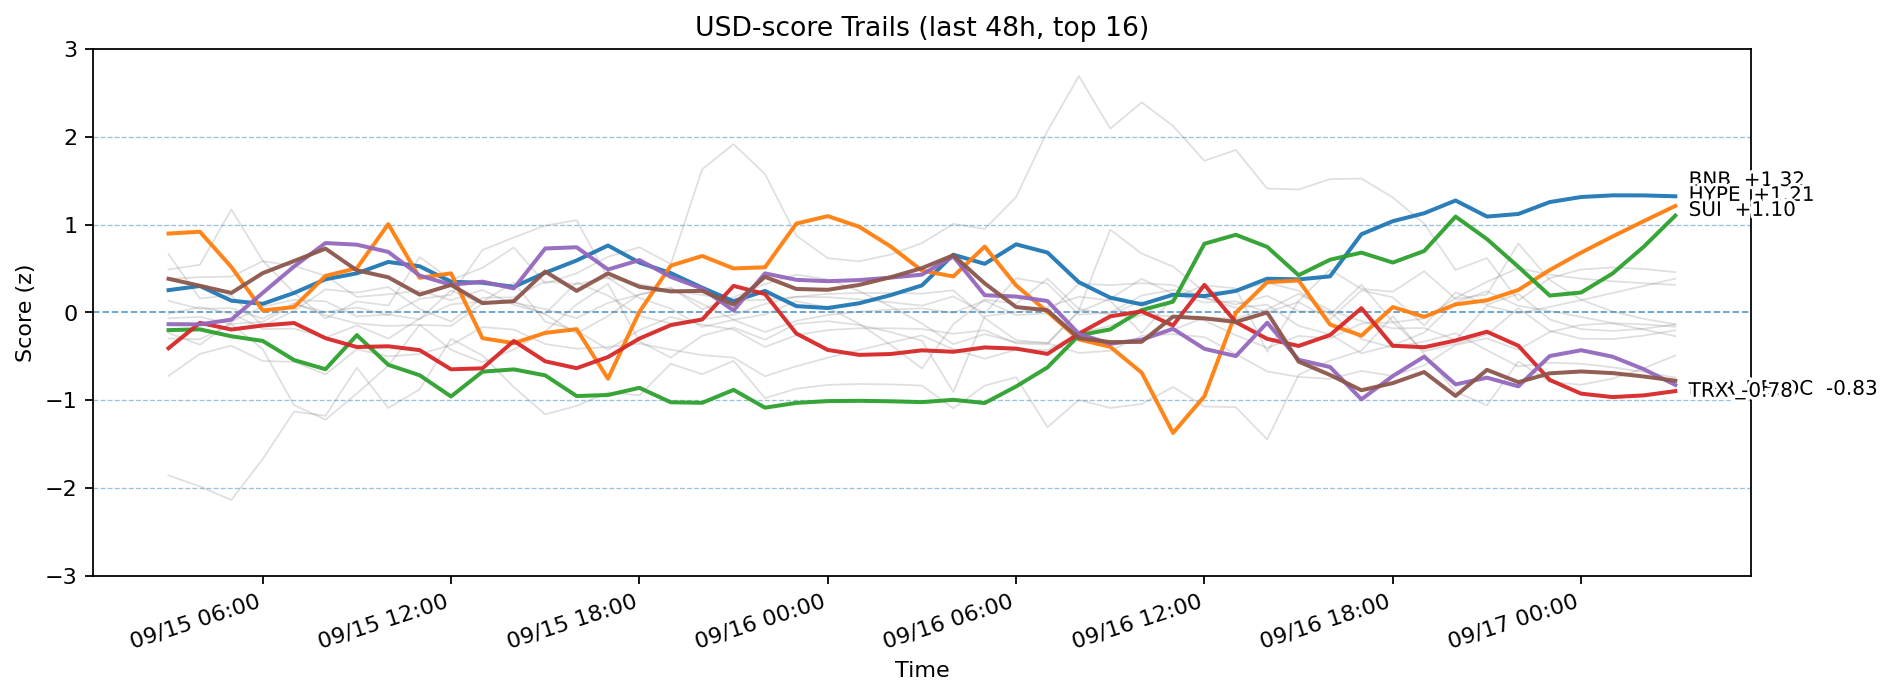 USD-score Trails (last 48h, top 16)
Score (z)
3
2
1
0
−1
−2
−3
BNB +1.32
HYPE +1.21
SUI +1.10
TRX -0.78
-0.83
09/15 06:00
09/15 12:00
09/15 18:00
09/16 00:00
09/16 06:00
09/16 12:00
09/16 18:00
09/17 00:00
Time